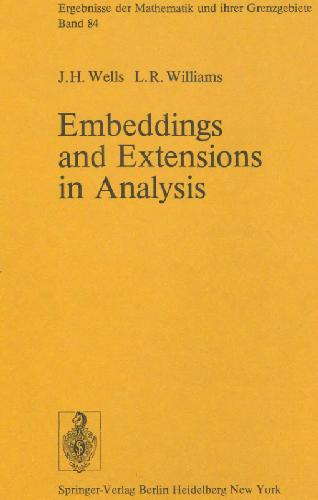 Ergebnisse der Mathematik und ihrer Grenzgebiete
Band 84
J.H. Wells L.R. Williams
Embeddings
and Extensions
in Analysis
Springer-Verlag Berlin Heidelberg New York